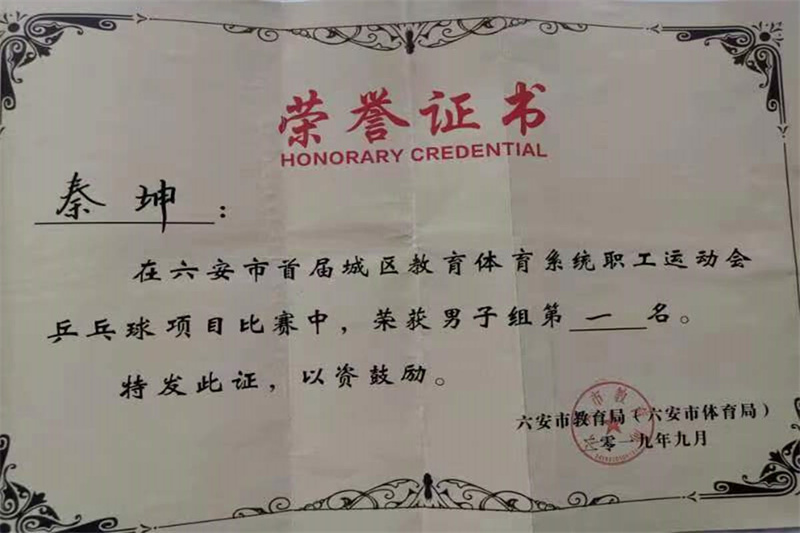 荣誉证书
HONORARY CREDENTIAL
秦坤：
在六安市首届城区教育体育系统职工运动会
乒乓球项目比赛中，荣获男子组第一名。
特发此证，以资鼓励。
六安市教育局（六安市体育局）
二零一九年九月